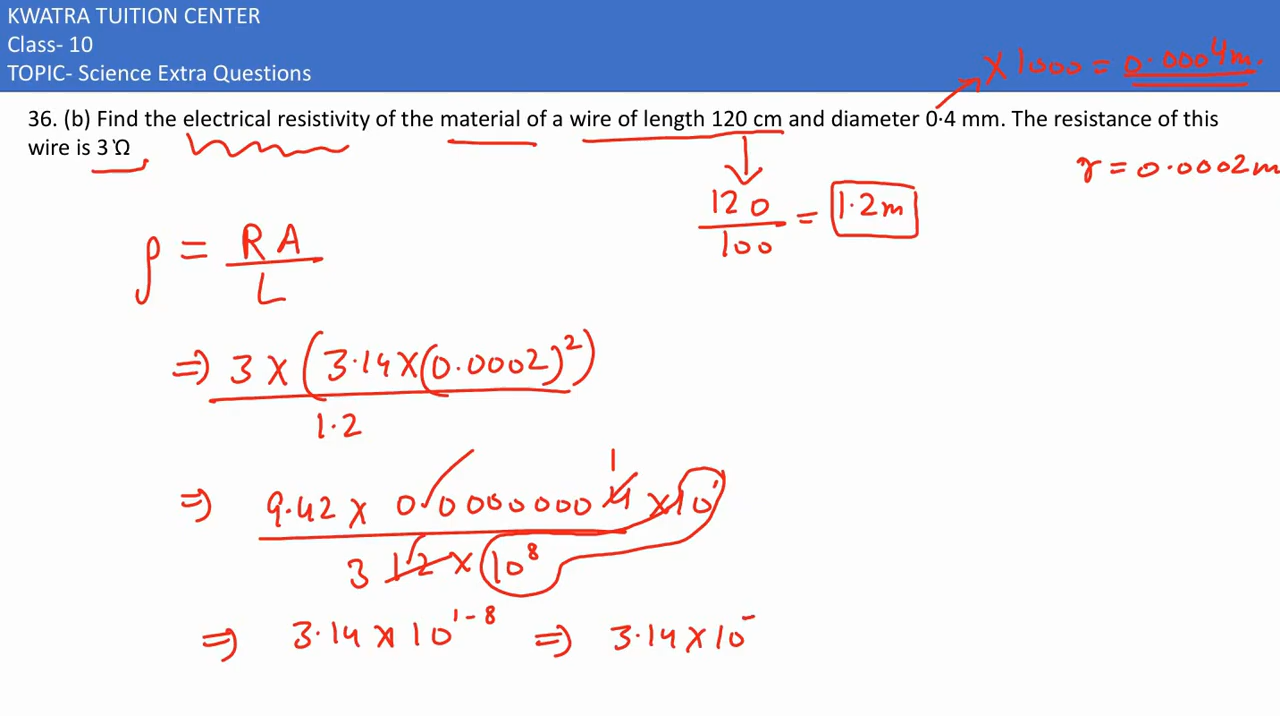 KWATRA TUITION CENTER
Class- 10
TOPIC- Science Extra Questions
× 1000 = 0.0004m.
36. (b) Find the electrical resistivity of the material of a wire of length 120 cm and diameter 0·4 mm. The resistance of this
wire is 3 Ω
r = 0.0002m
120/100 = 1.2m
ρ = RA/L
⇒ 3 × (3.14 × (0.0002)²)/1.2
⇒ 9.42 × 0.00000004 × 10¹/12 × 10⁸
1
3
⇒ 3.14 × 10¹⁻⁸ ⇒ 3.14 × 10⁻